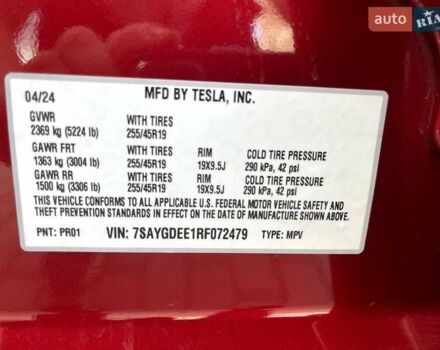 auto RIA
04/24 MFD BY TESLA, INC.
GVWR WITH TIRES
2369 kg (5224 lb) 255/45R19
GAWR FRT WITH TIRES RIM COLD TIRE PRESSURE
1363 kg (3004 lb) 255/45R19 19X9.5J 290 kPa, 42 psi
GAWR RR WITH TIRES RIM COLD TIRE PRESSURE
1500 kg (3306 lb) 255/45R19 19X9.5J 290 kPa, 42 psi
THIS VEHICLE CONFORMS TO ALL APPLICABLE U.S. FEDERAL MOTOR VEHICLE SAFETY AND
THEFT PREVENTION STANDARDS IN EFFECT ON THE DATE OF MANUFACTURE SHOWN ABOVE.
PNT: PR01 VIN: 7SAYGDEE1RF072479 TYPE: MPV